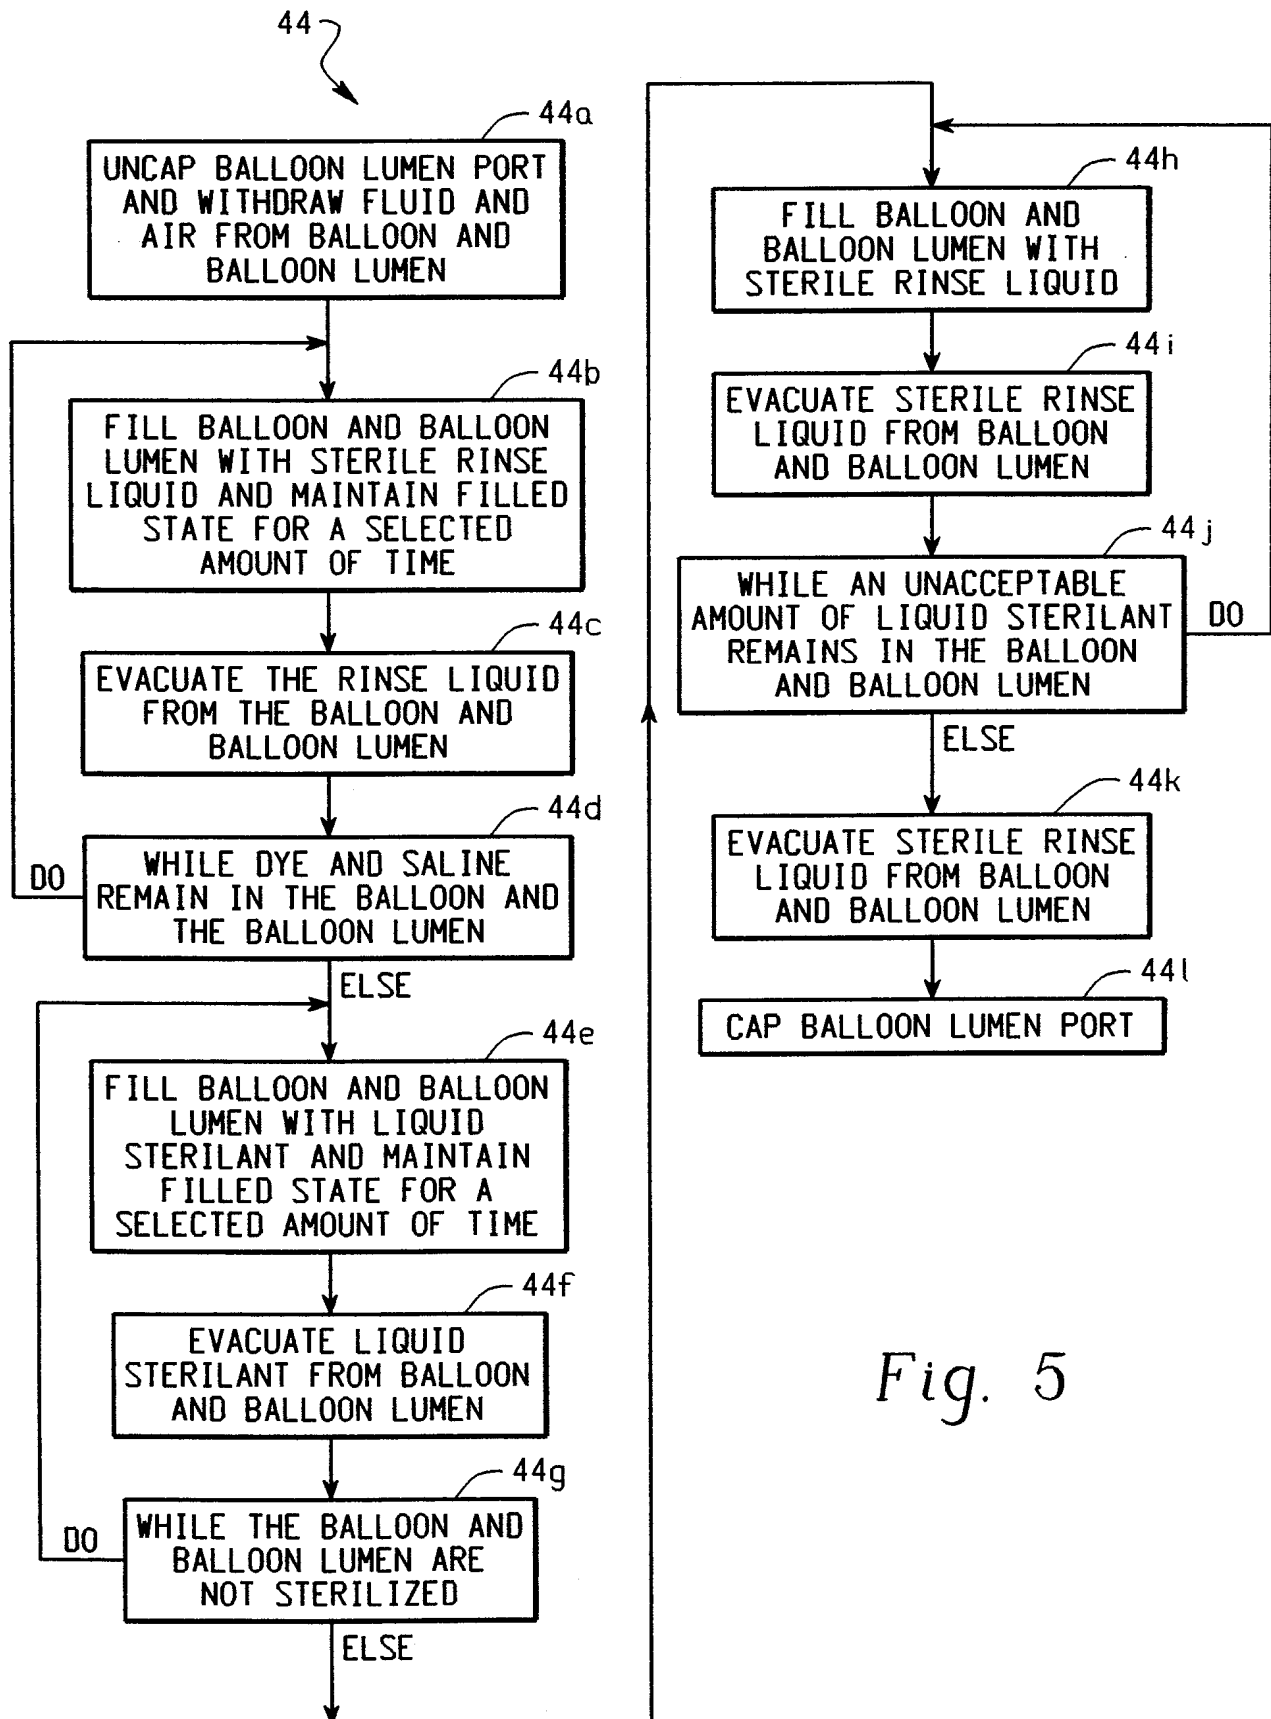 44
44a
UNCAP BALLOON LUMEN PORT
AND WITHDRAW FLUID AND
AIR FROM BALLOON AND
BALLOON LUMEN
44b
FILL BALLOON AND BALLOON
LUMEN WITH STERILE RINSE
LIQUID AND MAINTAIN FILLED
STATE FOR A SELECTED
AMOUNT OF TIME
44c
EVACUATE THE RINSE LIQUID
FROM THE BALLOON AND
BALLOON LUMEN
44d
WHILE DYE AND SALINE
REMAIN IN THE BALLOON AND
THE BALLOON LUMEN
DO
ELSE
44e
FILL BALLOON AND BALLOON
LUMEN WITH LIQUID
STERILANT AND MAINTAIN
FILLED STATE FOR A
SELECTED AMOUNT OF TIME
44f
EVACUATE LIQUID
STERILANT FROM BALLOON
AND BALLOON LUMEN
44g
WHILE THE BALLOON AND
BALLOON LUMEN ARE
NOT STERILIZED
DO
ELSE
44h
FILL BALLOON AND
BALLOON LUMEN WITH
STERILE RINSE LIQUID
44i
EVACUATE STERILE RINSE
LIQUID FROM BALLOON
AND BALLOON LUMEN
44j
WHILE AN UNACCEPTABLE
AMOUNT OF LIQUID STERILANT
REMAINS IN THE BALLOON
AND BALLOON LUMEN
DO
ELSE
44k
EVACUATE STERILE RINSE
LIQUID FROM BALLOON
AND BALLOON LUMEN
44l
CAP BALLOON LUMEN PORT
Fig. 5